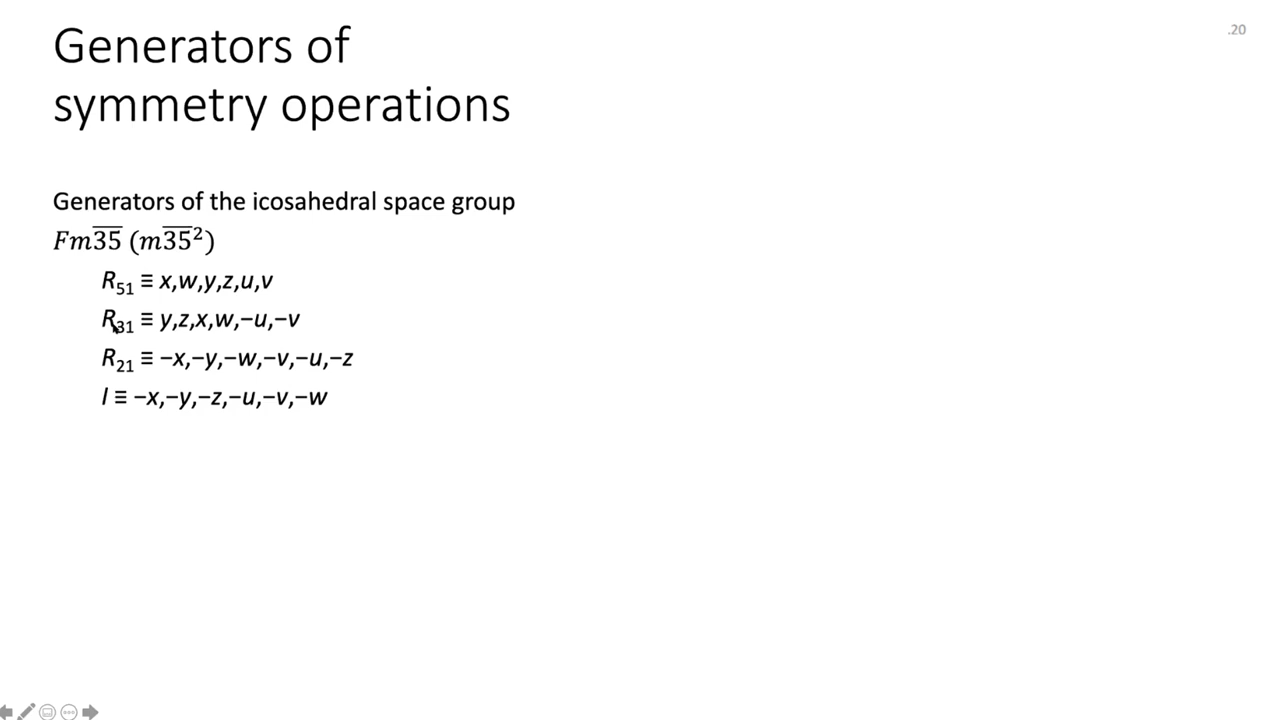 .20
Generators of
symmetry operations
Generators of the icosahedral space group
Fm3̅5̅ (m3̅5̅²)
R₅₁ ≡ x,w,y,z,u,v
R₃₁ ≡ y,z,x,w,−u,−v
R₂₁ ≡ −x,−y,−w,−v,−u,−z
I ≡ −x,−y,−z,−u,−v,−w